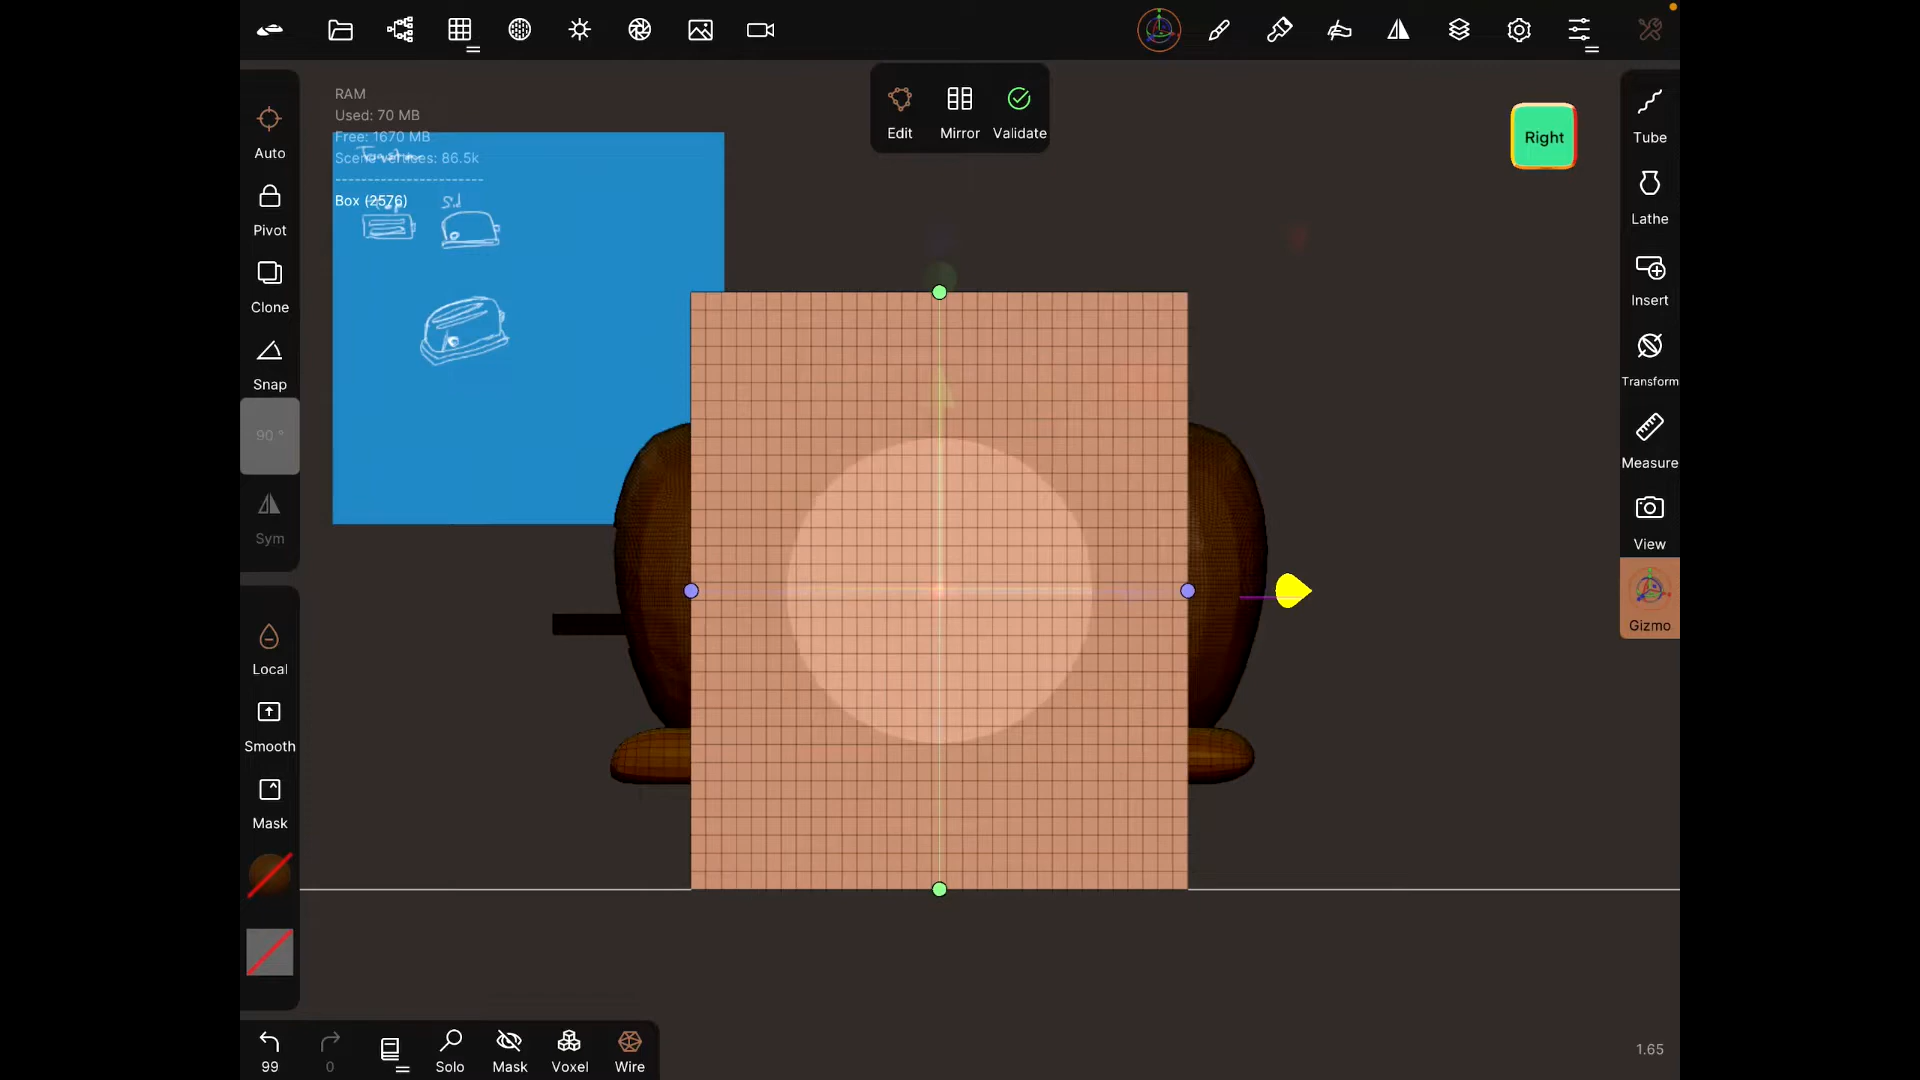 RAM
Used: 70 MB
Free: 1670 MB
Scene vertices: 86.5k
Box (2576)
Edit
Mirror
Validate
Right
Auto
Pivot
Clone
Snap
90 °
Sym
Local
Smooth
Mask
Tube
Lathe
Insert
Transform
Measure
View
Gizmo
99
0
Solo
Mask
Voxel
Wire
1.65